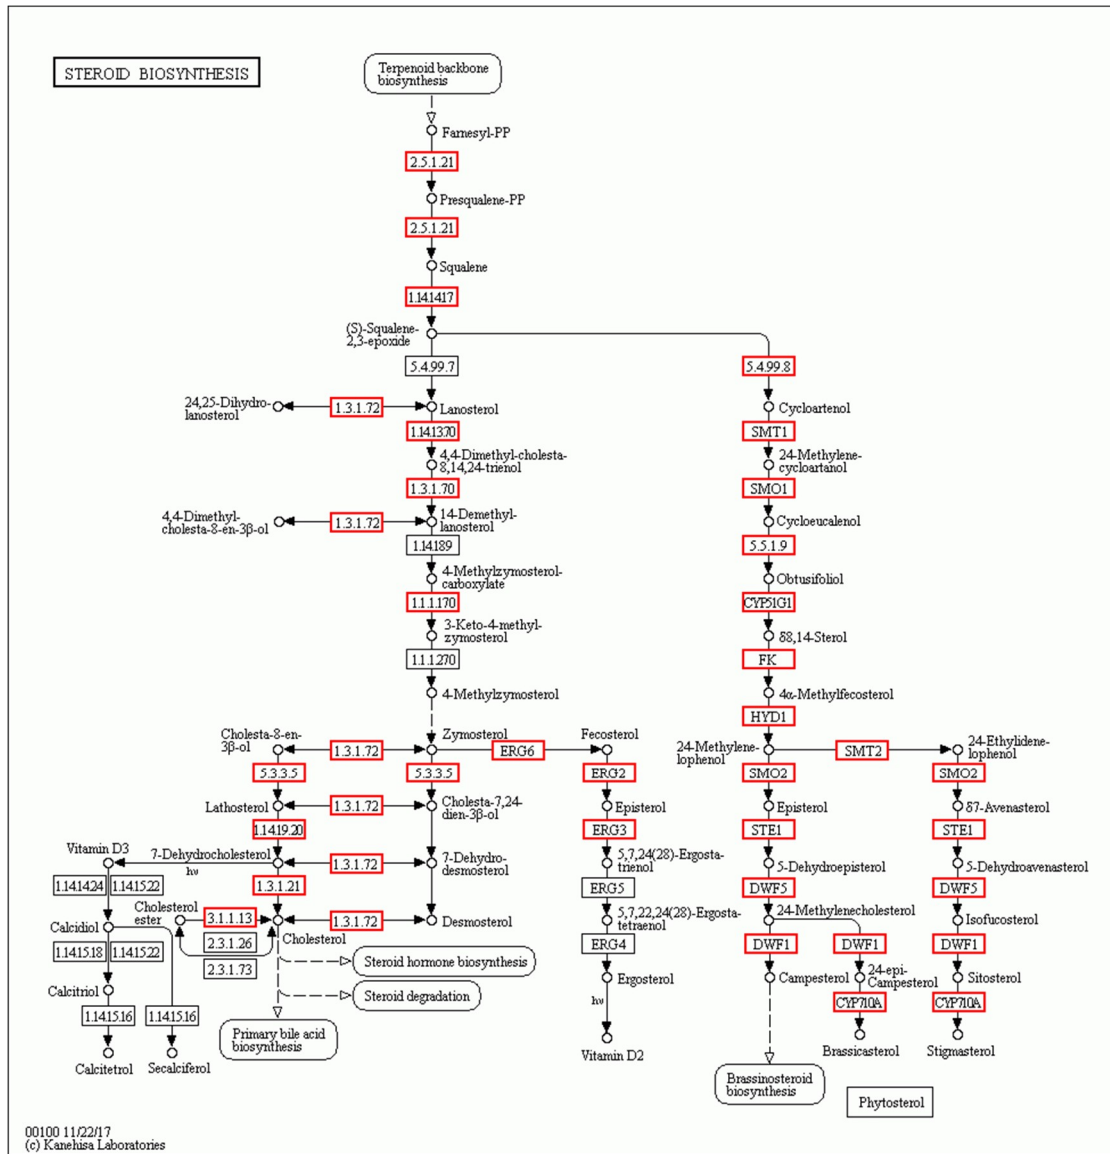 STEROID BIOSYNTHESIS
Terpenoid backbone
biosynthesis
Farnesyl-PP
2.5.1.21
Presqualene-PP
2.5.1.21
Squalene
1.14.14.17
(S)-Squalene-
2,3-epoxide
5.4.99.7
5.4.99.8
24,25-Dihydro-
lanosterol
1.3.1.72
Lanosterol
Cycloartenol
1.14.13.70
SMT1
4,4-Dimethyl-cholesta-
8,14,24-trienol
24-Methylene-
cycloartanol
1.3.1.70
SMO1
4,4-Dimethyl-
cholesta-8-en-3β-ol
1.3.1.72
14-Demethyl-
lanosterol
Cycloeucalenol
1.14.18.9
5.5.1.9
4-Methylzymosterol-
carboxylate
Obtusifoliol
1.1.1.170
CYP51G1
3-Keto-4-methyl-
zymosterol
δ8,14-Sterol
1.1.1.270
FK
4-Methylzymosterol
4α-Methylfecosterol
HYD1
Cholesta-8-en-
3β-ol
1.3.1.72
Zymosterol
ERG6
Fecosterol
24-Methylene-
lophenol
SMT2
24-Ethylidene-
lophenol
5.3.3.5
5.3.3.5
ERG2
SMO2
SMO2
Lathosterol
1.3.1.72
Cholesta-7,24-
dien-3β-ol
Episterol
Episterol
δ7-Avenasterol
1.14.19.20
ERG3
STE1
STE1
Vitamin D3
hν
7-Dehydrocholesterol
1.3.1.72
7-Dehydro-
desmosterol
5,7,24(28)-Ergosta-
trienol
5-Dehydroepisterol
5-Dehydroavenasterol
1.14.14.24
1.14.15.22
1.3.1.21
ERG5
DWF5
DWF5
Cholesterol
ester
3.1.1.13
1.3.1.72
Desmosterol
5,7,22,24(28)-Ergosta-
tetraenol
24-Methylenecholesterol
Isofucosterol
Calcidiol
2.3.1.26
Cholesterol
1.14.15.18
1.14.15.22
ERG4
DWF1
DWF1
DWF1
2.3.1.73
Steroid hormone biosynthesis
Ergosterol
Campesterol
24-epi-
Campesterol
Sitosterol
Calcitriol
Steroid degradation
hν
CYP710A
CYP710A
1.14.15.16
1.14.15.16
Primary bile acid
biosynthesis
Calcitetrol
Secalciferol
Vitamin D2
Brassicasterol
Stigmasterol
Brassinosteroid
biosynthesis
Phytosterol
00100 11/22/17
(c) Kanehisa Laboratories